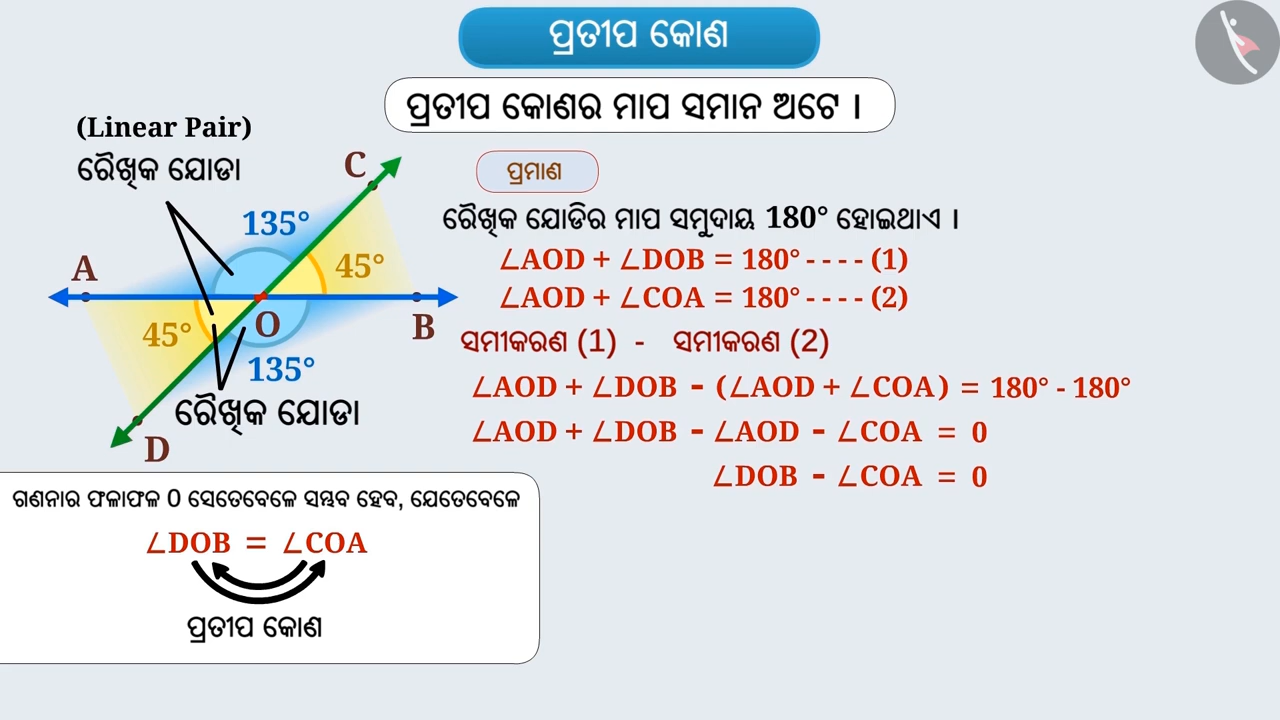 ପ୍ରତୀପ କୋଣ
ପ୍ରତୀପ କୋଣର ମାପ ସମାନ ଅଟେ ।
(Linear Pair)
ରୈଖିକ ଯୋଡା
C
135°
A
45°
O
B
45°
135°
ରୈଖିକ ଯୋଡା
D
ପ୍ରମାଣ
ରୈଖିକ ଯୋଡିର ମାପ ସମୁଦାୟ 180° ହୋଇଥାଏ ।
∠AOD + ∠DOB = 180° - - - - (1)
∠AOD + ∠COA = 180° - - - - (2)
ସମୀକରଣ (1) - ସମୀକରଣ (2)
∠AOD + ∠DOB - (∠AOD + ∠COA) = 180° - 180°
∠AOD + ∠DOB - ∠AOD - ∠COA = 0
∠DOB - ∠COA = 0
ଗଣନାର ଫଳାଫଳ 0 ସେତେବେଳେ ସମ୍ଭବ ହେବ, ଯେତେବେଳେ
∠DOB = ∠COA
ପ୍ରତୀପ କୋଣ